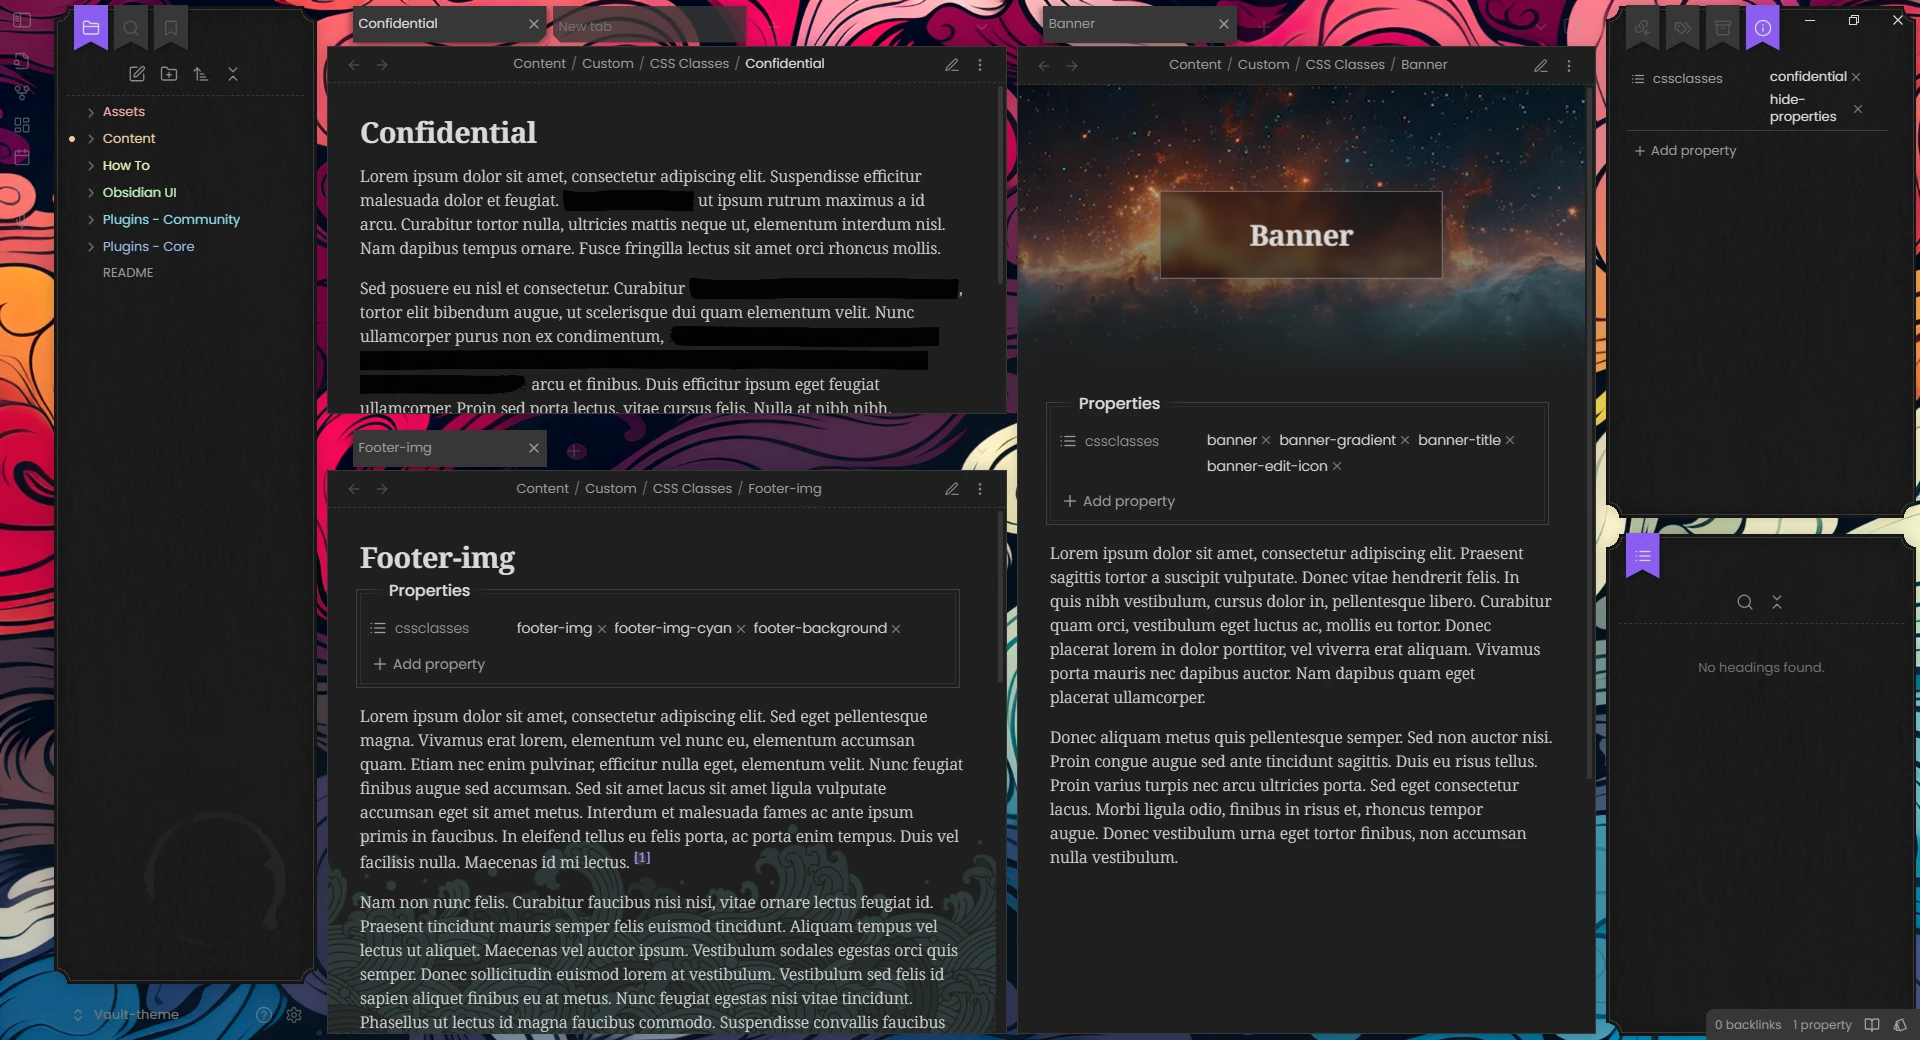 Assets
Content
How To
Obsidian UI
Plugins - Community
Plugins - Core
README
Vault-theme
Confidential
New tab
Content / Custom / CSS Classes / Confidential
Confidential
Lorem ipsum dolor sit amet, consectetur adipiscing elit. Suspendisse efficitur
malesuada dolor et feugiat. ut ipsum rutrum maximus a id
arcu. Curabitur tortor nulla, ultricies mattis neque ut, elementum interdum nisl.
Nam dapibus tempus ornare. Fusce fringilla lectus sit amet orci rhoncus mollis.
Sed posuere eu nisl et consectetur. Curabitur ,
tortor elit bibendum augue, ut scelerisque dui quam elementum velit. Nunc
ullamcorper purus non ex condimentum,
arcu et finibus. Duis efficitur ipsum eget feugiat
ullamcorper. Proin sed porta lectus, vitae cursus felis. Nulla at nibh nibh.
Footer-img
Content / Custom / CSS Classes / Footer-img
Footer-img
Properties
cssclasses
footer-img × footer-img-cyan × footer-background ×
+ Add property
Lorem ipsum dolor sit amet, consectetur adipiscing elit. Sed eget pellentesque
magna. Vivamus erat lorem, elementum vel nunc eu, elementum accumsan
quam. Etiam nec enim pulvinar, efficitur nulla eget, elementum velit. Nunc feugiat
finibus augue sed accumsan. Sed sit amet lacus sit amet ligula vulputate
accumsan eget sit amet metus. Interdum et malesuada fames ac ante ipsum
primis in faucibus. In eleifend tellus eu felis porta, ac porta enim tempus. Duis vel
facilisis nulla. Maecenas id mi lectus. [1]
Nam non nunc felis. Curabitur faucibus nisi nisi, vitae ornare lectus feugiat id.
Praesent tincidunt mauris semper felis euismod tincidunt. Aliquam tempus vel
lectus ut aliquet. Maecenas vel auctor ipsum. Vestibulum sodales egestas orci quis
semper. Donec sollicitudin euismod lorem at vestibulum. Vestibulum sed felis id
sapien aliquet finibus eu at metus. Nunc feugiat egestas nisi vitae tincidunt.
Phasellus ut lectus id magna faucibus commodo. Suspendisse convallis faucibus
Banner
Content / Custom / CSS Classes / Banner
Banner
Properties
cssclasses
banner × banner-gradient × banner-title ×
banner-edit-icon ×
+ Add property
Lorem ipsum dolor sit amet, consectetur adipiscing elit. Praesent
sagittis tortor a suscipit vulputate. Donec vitae hendrerit felis. In
quis nibh vestibulum, cursus dolor in, pellentesque libero. Curabitur
quam orci, vestibulum eget luctus ac, mollis eu tortor. Donec
placerat lorem in dolor porttitor, vel viverra erat aliquam. Vivamus
porta mauris nec dapibus auctor. Nam dapibus quam eget
placerat ullamcorper.
Donec aliquam metus quis pellentesque semper. Sed non auctor nisi.
Proin congue augue sed ante tincidunt sagittis. Duis eu risus tellus.
Proin varius turpis nec arcu ultricies porta. Sed eget consectetur
lacus. Morbi ligula odio, finibus in risus et, rhoncus tempor
augue. Donec vestibulum urna eget tortor finibus, non accumsan
nulla vestibulum.
cssclasses
confidential ×
hide-
properties ×
+ Add property
No headings found.
0 backlinks 1 property